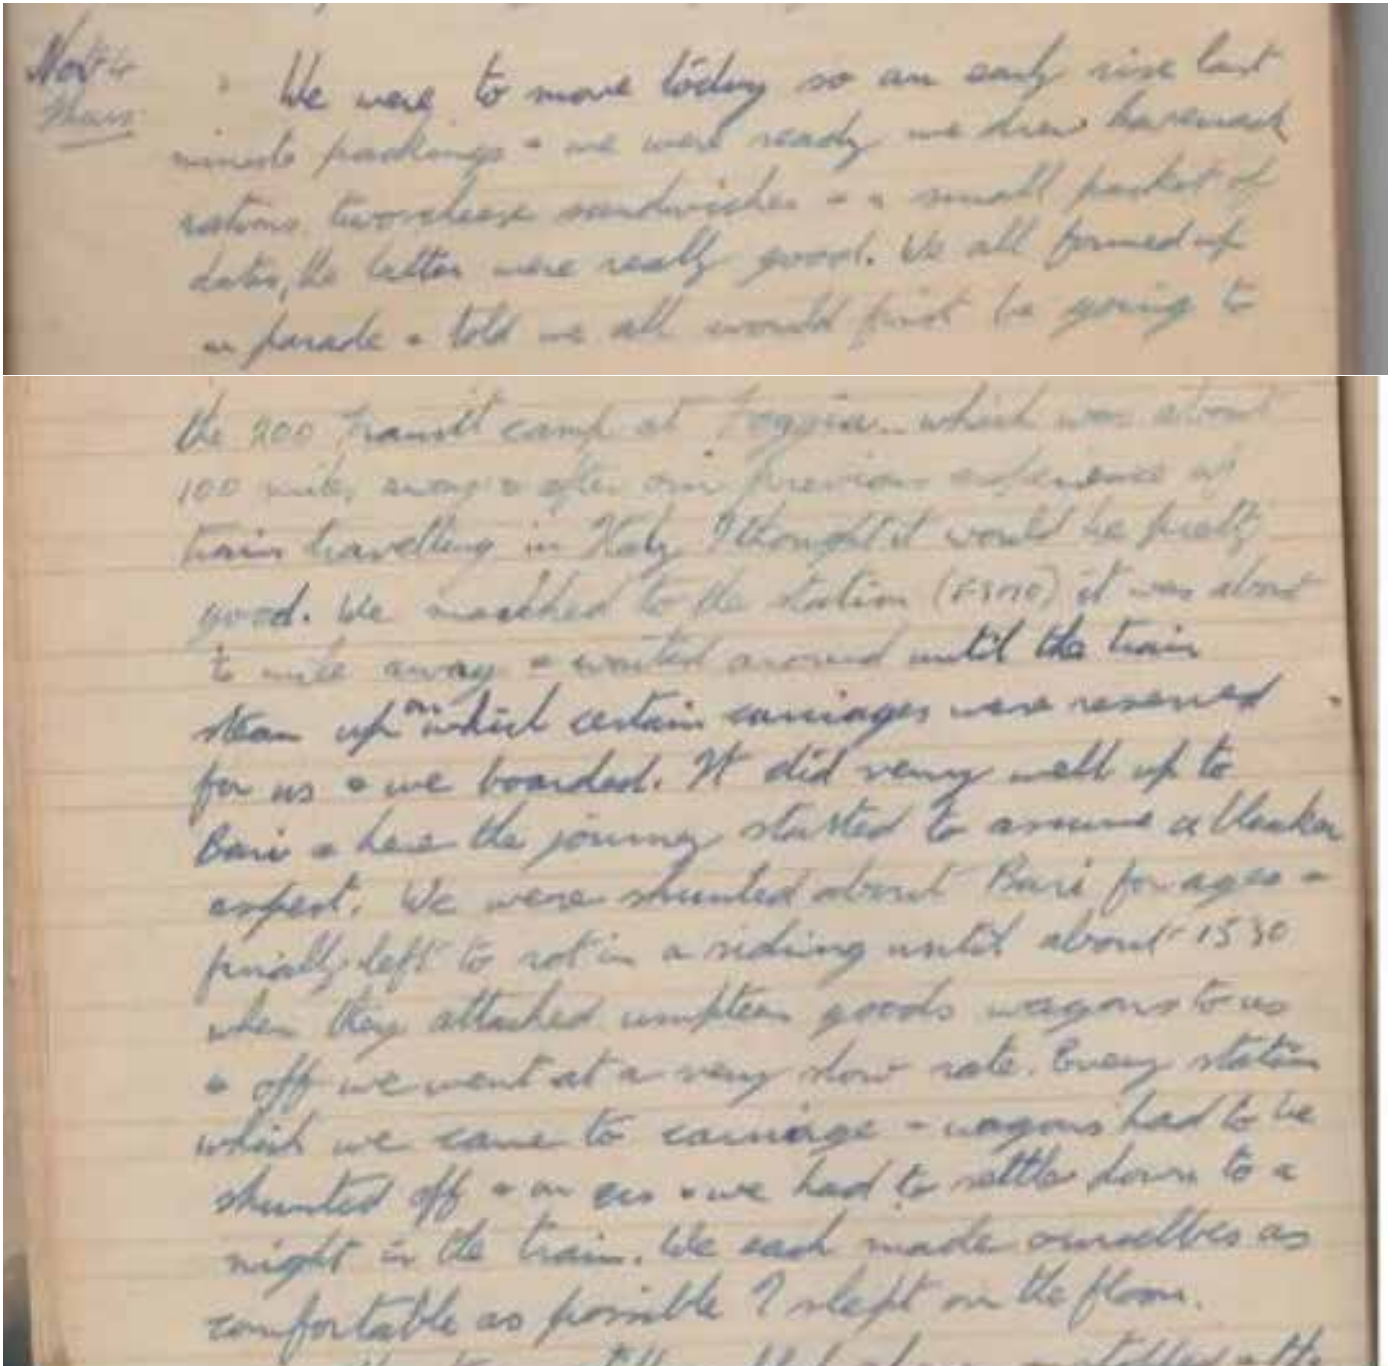 Nov 4
Thurs
We were to move today so an early rise last
minute packings + we were ready we drew haversack
rations two cheese sandwiches + a small packet of
dates, the latter were really good. We all formed up
on parade + told we all would first be going to
the 200 transit camp at Foggia which was about
100 miles away + after our previous experience of
train travelling in Italy I thought it would be pretty
good. We marched to the station it was about
mile away + waited around until the train
steam up on which certain carriages were reserved
for us + we boarded. It did very well up to
Bari + here the journey started to assume a bleaker
aspect. We were shunted about Bari for ages +
finally left to rot in a sidiing until about 1530
when they attached umpteen goods wagons to us
+ off we went at a very slow rate. Every station
which we came to carriage + wagons had to be
shunted off + on + we had to settle down to a
night in the train. We each made ourselves as
comfortable as possible I slept on the floor.